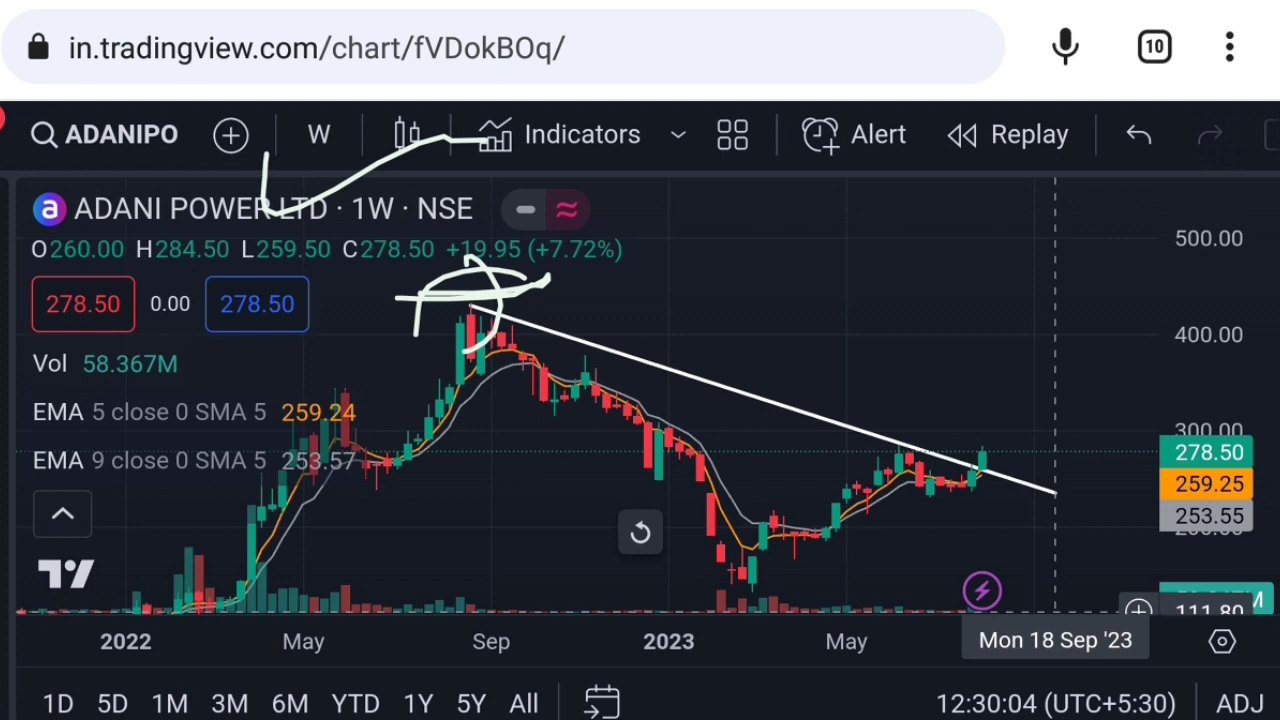 in.tradingview.com/chart/fVDokBOq/ 10
ADANIPO W Indicators Alert Replay
a ADANI POWER LTD · 1W · NSE
O260.00 H284.50 L259.50 C278.50 +19.95 (+7.72%)
500.00
278.50 0.00 278.50
400.00
Vol 58.367M
EMA 5 close 0 SMA 5 259.24
300.00
EMA 9 close 0 SMA 5 253.57
278.50
259.25
253.55
111.80
2022 May Sep 2023 May Mon 18 Sep '23
1D 5D 1M 3M 6M YTD 1Y 5Y All 12:30:04 (UTC+5:30) ADJ